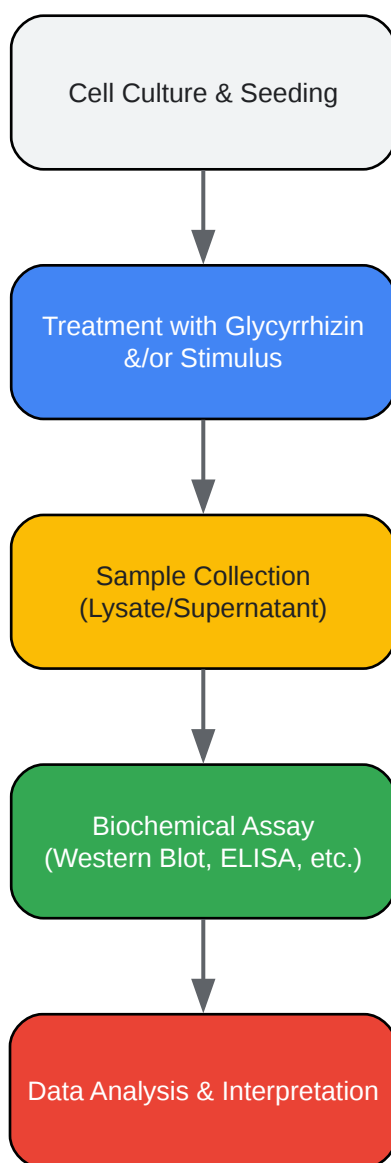 Cell Culture & Seeding
Treatment with Glycyrrhizin
&/or Stimulus
Sample Collection
(Lysate/Supernatant)
Biochemical Assay
(Western Blot, ELISA, etc.)
Data Analysis & Interpretation